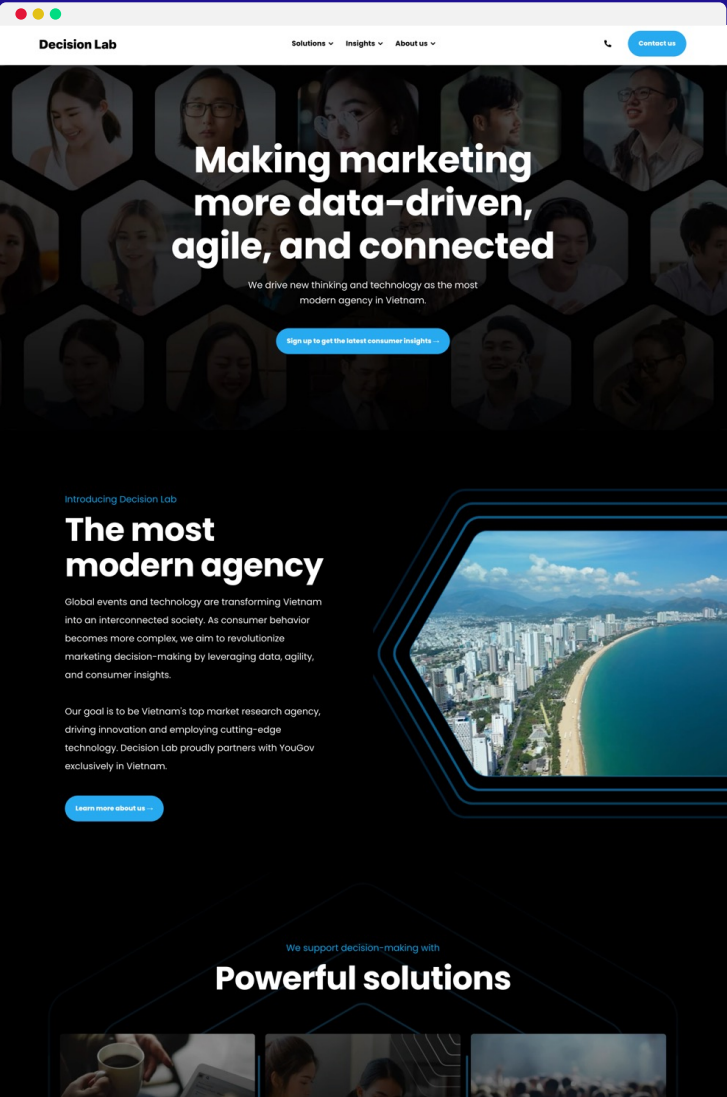 Decision Lab
Solutions
Insights
About us
Contact us
Making marketing
more data-driven,
agile, and connected
We drive new thinking and technology as the most
modern agency in Vietnam.
Sign up to get the latest consumer insights →
Introducing Decision Lab
The most
modern agency
Global events and technology are transforming Vietnam
into an interconnected society. As consumer behavior
becomes more complex, we aim to revolutionize
marketing decision-making by leveraging data, agility,
and consumer insights.
Our goal is to be Vietnam's top market research agency,
driving innovation and employing cutting-edge
technology. Decision Lab proudly partners with YouGov
exclusively in Vietnam.
Learn more about us →
We support decision-making with
Powerful solutions